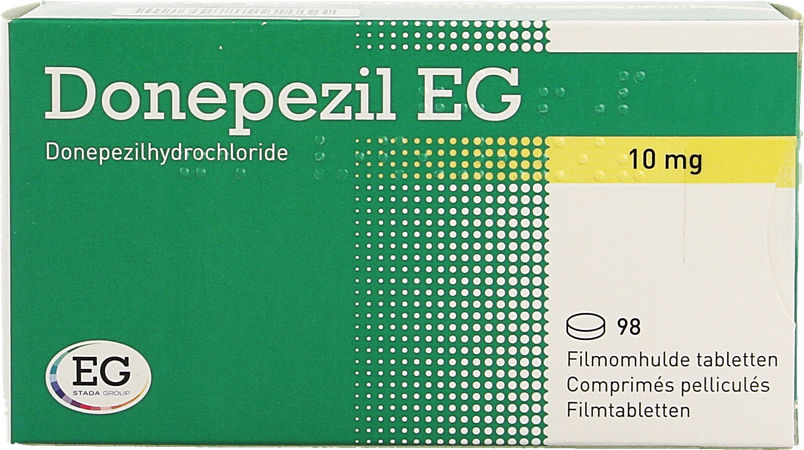 Donepezil EG
Donepezilhydrochloride
10 mg
98
Filmomhulde tabletten
Comprimés pelliculés
Filmtabletten
EG
STADA GROUP